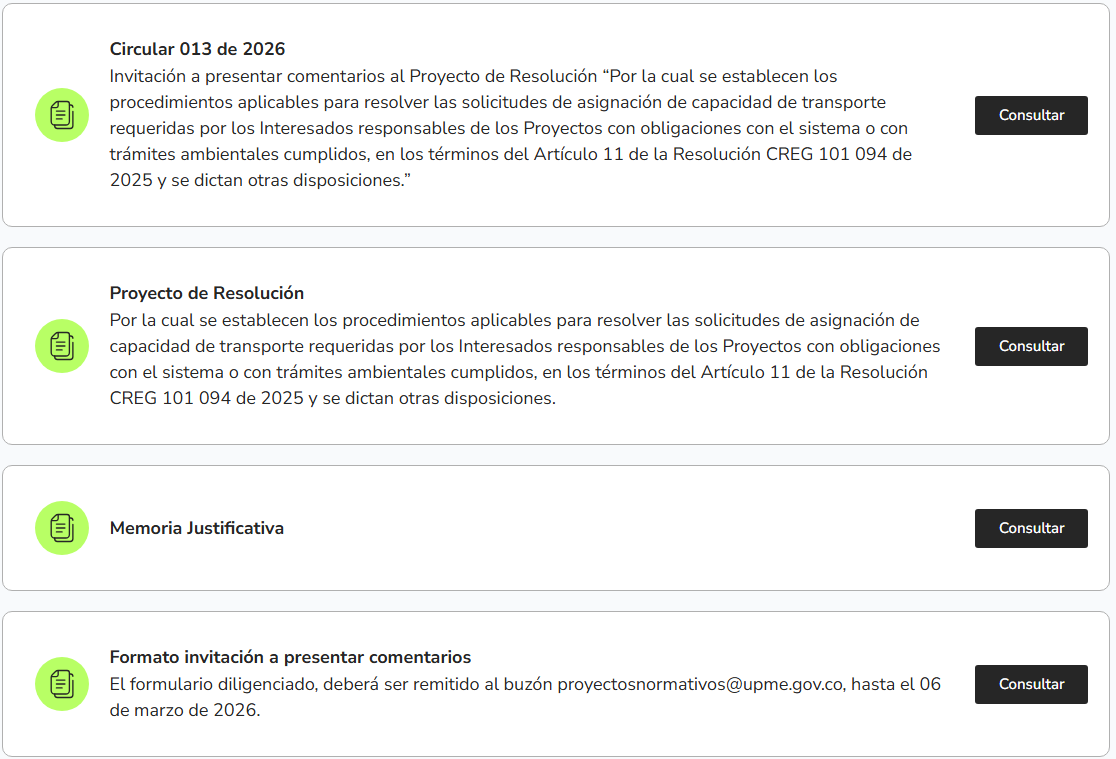 Circular 013 de 2026
Invitación a presentar comentarios al Proyecto de Resolución “Por la cual se establecen los
procedimientos aplicables para resolver las solicitudes de asignación de capacidad de transporte
requeridas por los Interesados responsables de los Proyectos con obligaciones con el sistema o con
trámites ambientales cumplidos, en los términos del Artículo 11 de la Resolución CREG 101 094 de
2025 y se dictan otras disposiciones.”
Consultar
Proyecto de Resolución
Por la cual se establecen los procedimientos aplicables para resolver las solicitudes de asignación de
capacidad de transporte requeridas por los Interesados responsables de los Proyectos con obligaciones
con el sistema o con trámites ambientales cumplidos, en los términos del Artículo 11 de la Resolución
CREG 101 094 de 2025 y se dictan otras disposiciones.
Consultar
Memoria Justificativa
Consultar
Formato invitación a presentar comentarios
El formulario diligenciado, deberá ser remitido al buzón proyectosnormativos@upme.gov.co, hasta el 06
de marzo de 2026.
Consultar